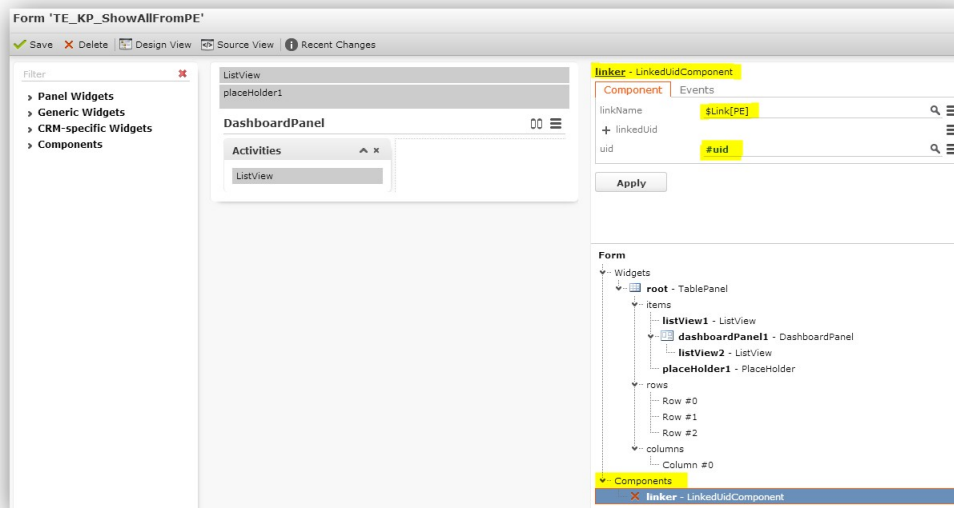 Form 'TE_KP_ShowAllFromPE'
Save Delete Design View Source View Recent Changes
Filter
Panel Widgets
Generic Widgets
CRM-specific Widgets
Components
ListView
placeHolder1
DashboardPanel
Activities
ListView
linker - LinkedUidComponent
Component Events
linkName $Link[PE]
+ linkedUid
uid #uid
Apply
Form
Widgets
root - TablePanel
items
listView1 - ListView
dashboardPanel1 - DashboardPanel
listView2 - ListView
placeHolder1 - PlaceHolder
rows
Row #0
Row #1
Row #2
columns
Column #0
Components
linker - LinkedUidComponent